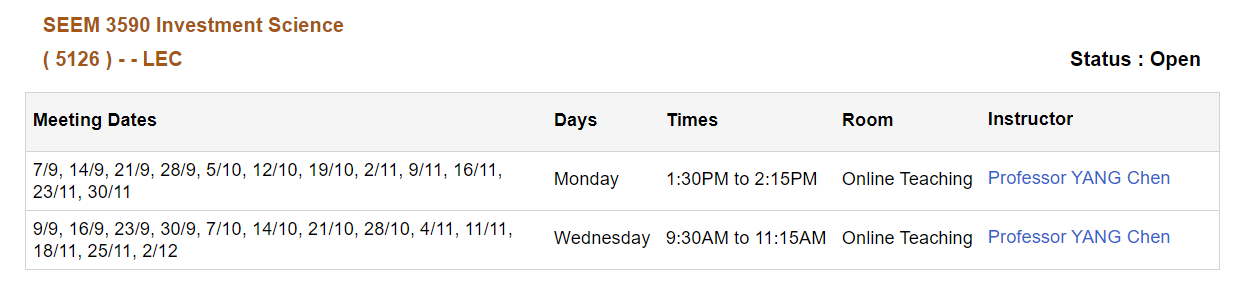 SEEM 3590 Investment Science
( 5126 ) - - LEC
Status : Open
Meeting Dates Days Times Room Instructor
7/9, 14/9, 21/9, 28/9, 5/10, 12/10, 19/10, 2/11, 9/11, 16/11,
23/11, 30/11
Monday 1:30PM to 2:15PM Online Teaching Professor YANG Chen
9/9, 16/9, 23/9, 30/9, 7/10, 14/10, 21/10, 28/10, 4/11, 11/11,
18/11, 25/11, 2/12
Wednesday 9:30AM to 11:15AM Online Teaching Professor YANG Chen